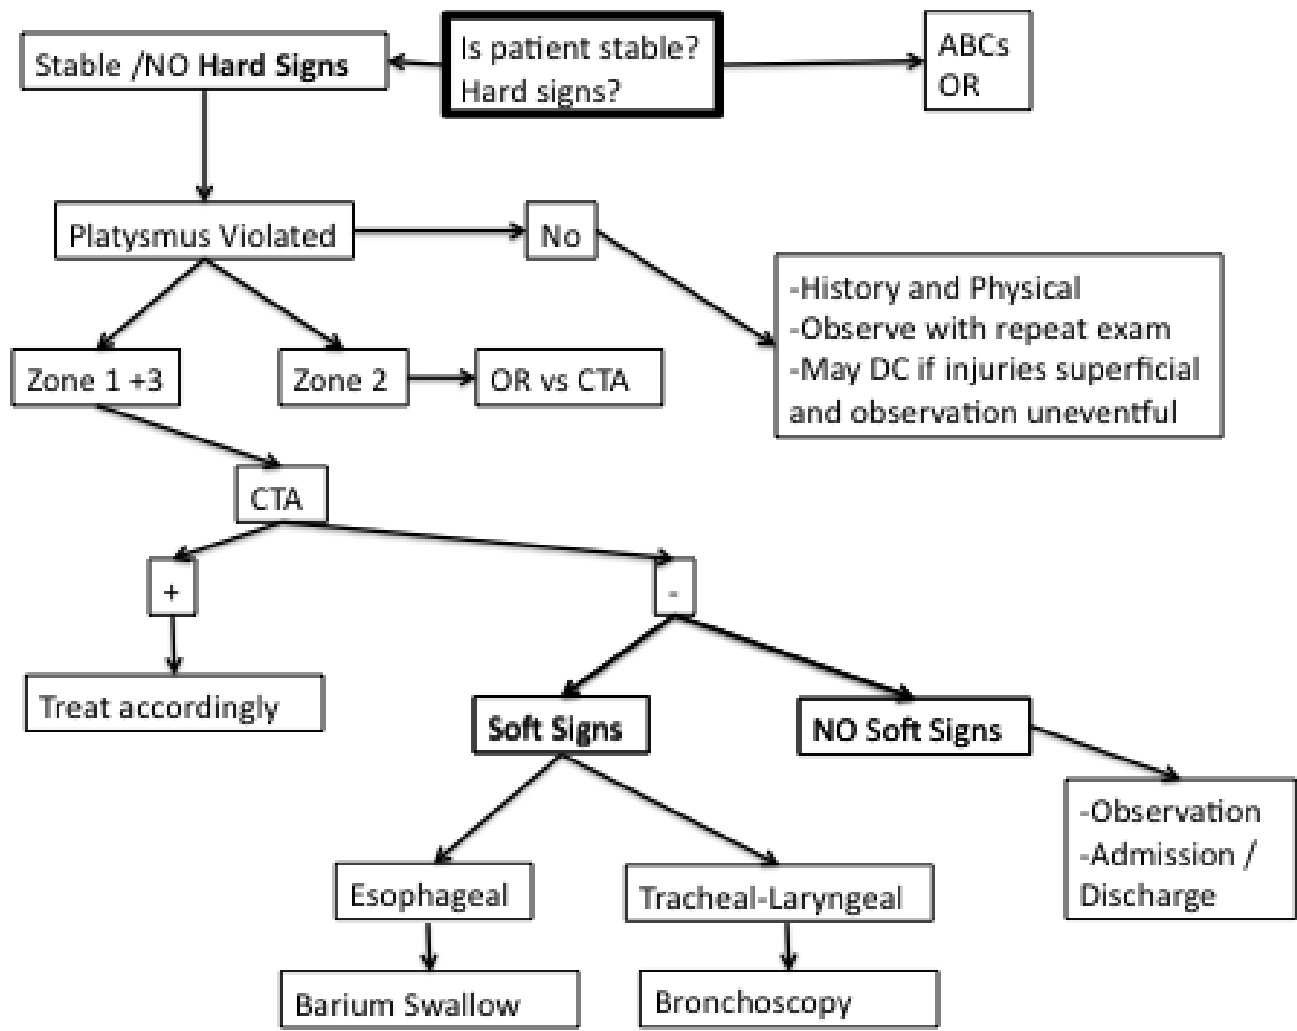 Is patient stable?
Hard signs?
Stable /NO Hard Signs
ABCs
OR
Platysmus Violated
No
-History and Physical
-Observe with repeat exam
-May DC if injuries superficial
and observation uneventful
Zone 1 +3
Zone 2
OR vs CTA
CTA
+
-
Treat accordingly
Soft Signs
NO Soft Signs
-Observation
-Admission /
Discharge
Esophageal
Tracheal-Laryngeal
Barium Swallow
Bronchoscopy